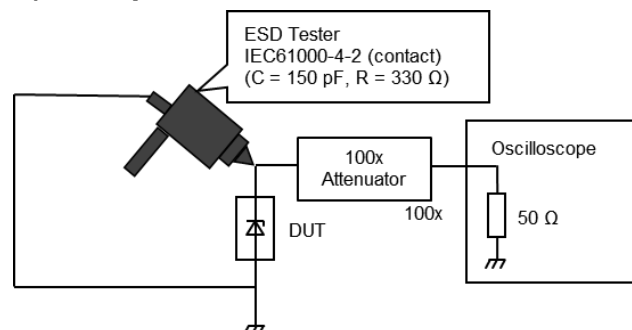 ESD Tester
IEC61000-4-2 (contact)
(C = 150 pF, R = 330 Ω)
100x
Attenuator
100x
Oscilloscope
50 Ω
DUT